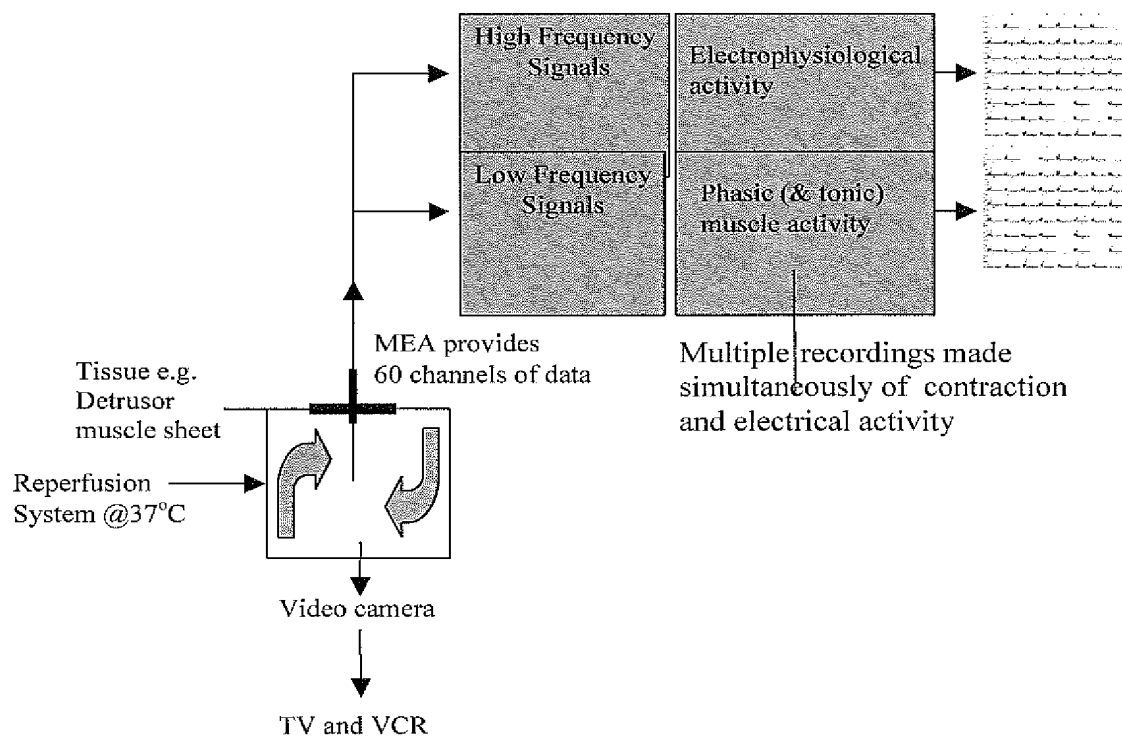 High Frequency
Signals
Electrophysiological
activity
Low Frequency
Signals
Phasic (& tonic)
muscle activity
MEA provides
60 channels of data
Multiple recordings made
simultaneously of contraction
and electrical activity
Tissue e.g.
Detrusor
muscle sheet
Reperfusion
System @37°C
Video camera
TV and VCR